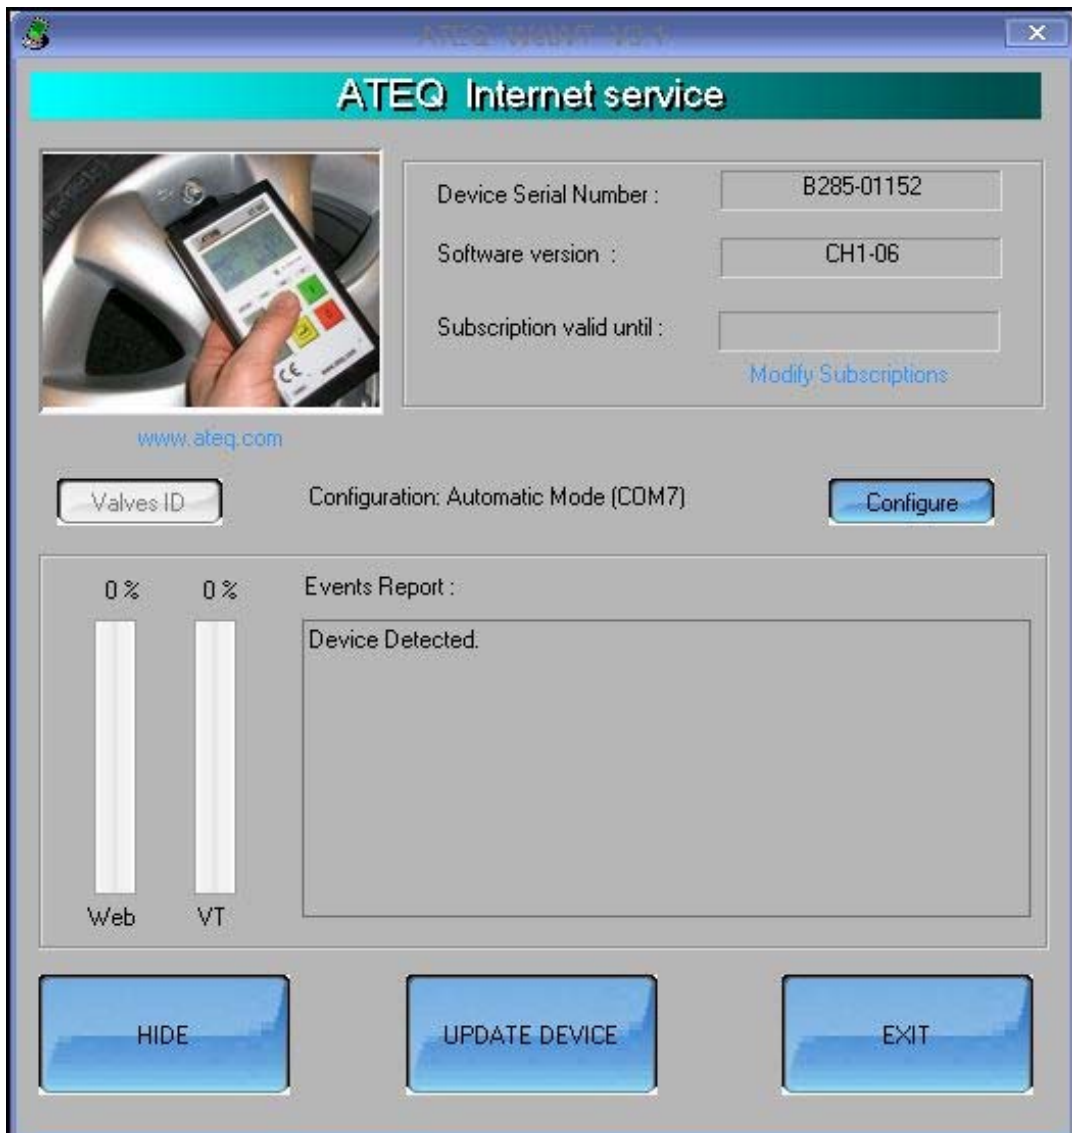 ATEQ Internet service
Device Serial Number : B285-01152
Software version : CH1-06
Subscription valid until :
Modify Subscriptions
www.ateq.com
Valves ID
Configuration: Automatic Mode (COM7)
Configure
0 % 0 %
Events Report :
Device Detected.
Web VT
HIDE
UPDATE DEVICE
EXIT